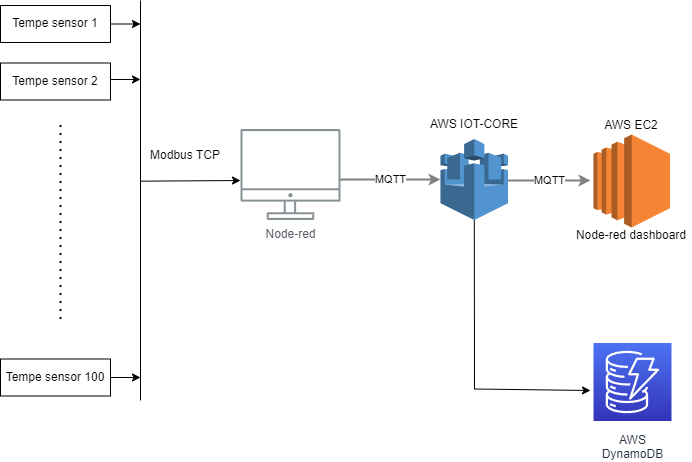 Tempe sensor 1
Tempe sensor 2
Tempe sensor 100
Modbus TCP
Node-red
MQTT
AWS IOT-CORE
MQTT
AWS EC2
Node-red dashboard
AWS
DynamoDB